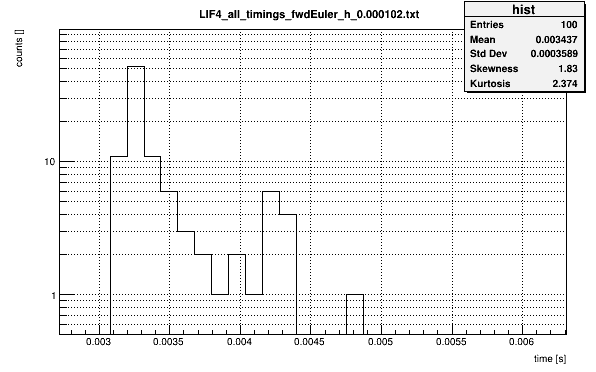 LIF4_all_timings_fwdEuler_h_0.000102.txt
hist
Entries 100
Mean 0.003437
Std Dev 0.0003589
Skewness 1.83
Kurtosis 2.374
counts []
10
1
0.003 0.0035 0.004 0.0045 0.005 0.0055 0.006
time [s]